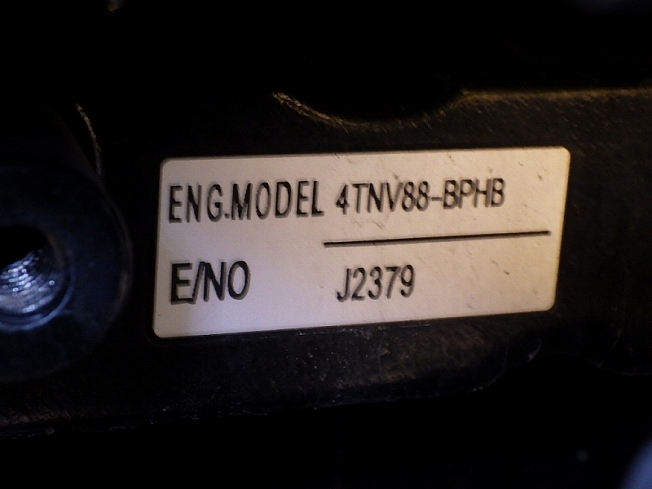 ENG.MODEL 4TNV88-BPHB
E/NO J2379